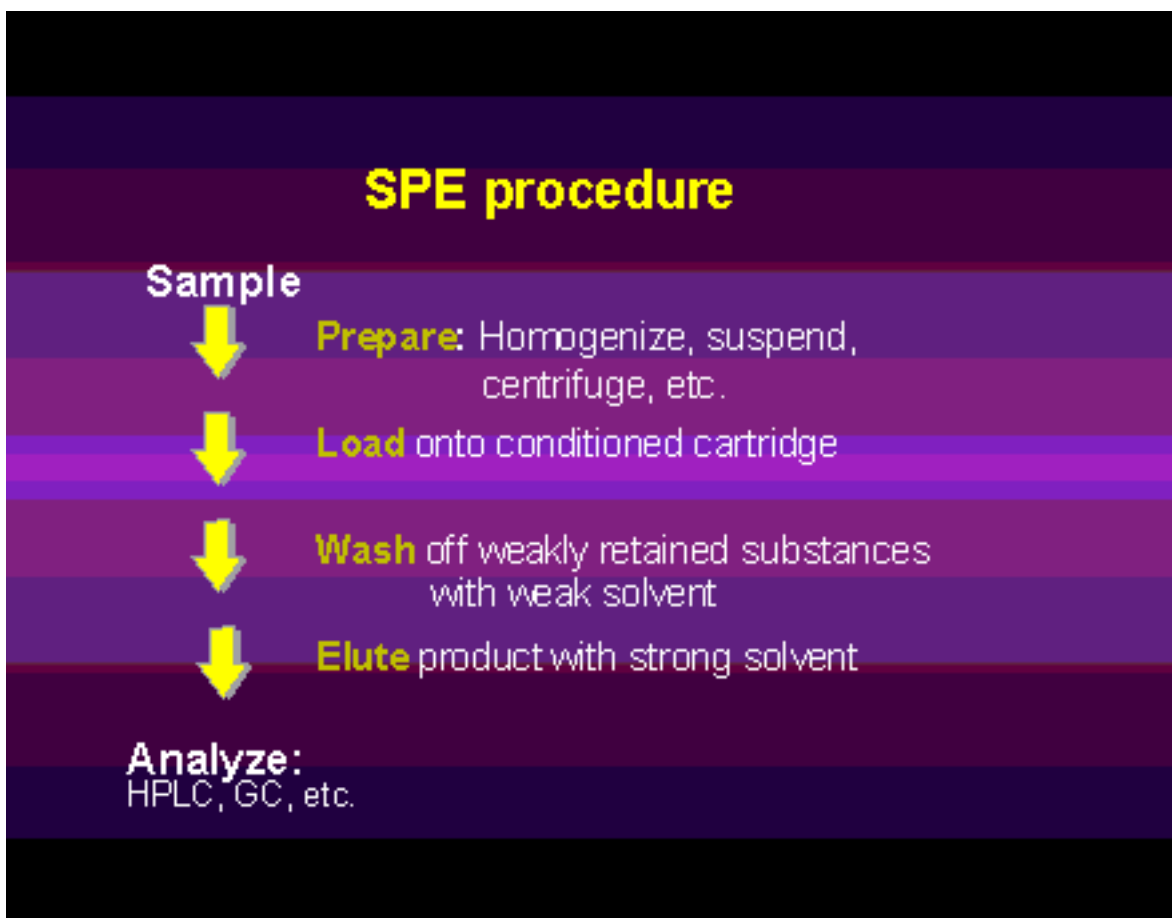 SPE procedure
Sample
Prepare: Homogenize, suspend,
centrifuge, etc.
Load onto conditioned cartridge
Wash off weakly retained substances
with weak solvent
Elute product with strong solvent
Analyze:
HPLC, GC, etc.